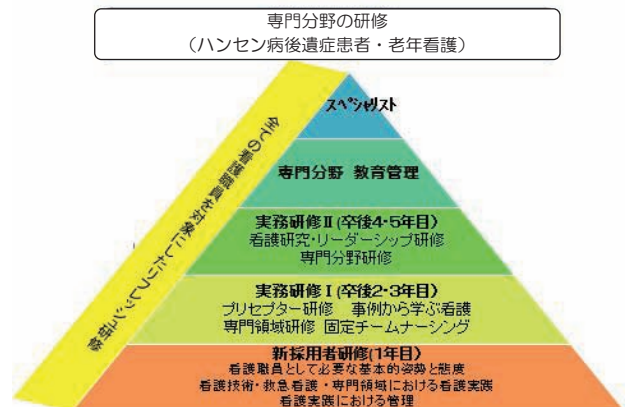 専門分野の研修
（ハンセン病後遺症患者・老年看護）
全ての看護職員を対象にしたリフレッシュ研修
スペシャリスト
専門分野 教育管理
実務研修Ⅱ(卒後4・5年目)
看護研究・リーダーシップ研修
専門分野研修
実務研修Ⅰ(卒後2・3年目)
プリセプター研修 事例から学ぶ看護
専門領域研修 固定チームナーシング
新採用者研修(1年目)
看護職員として必要な基本的姿勢と態度
看護技術・救急看護・専門領域における看護実践
看護実践における管理